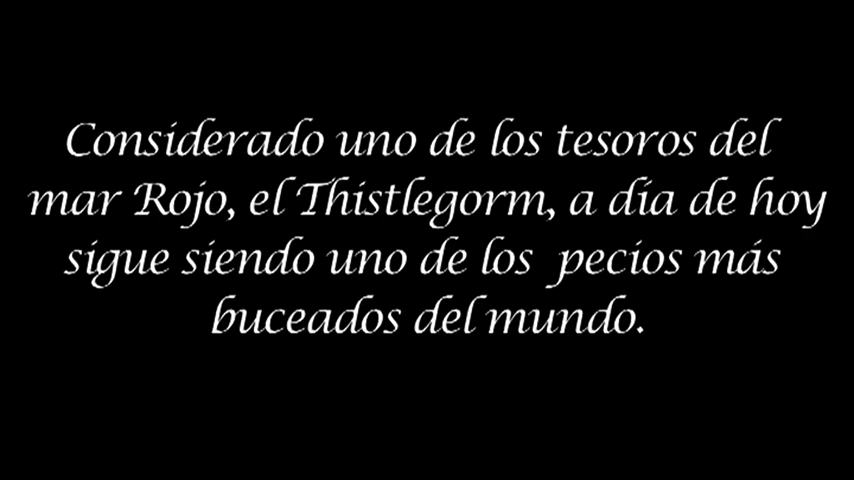 Considerado uno de los tesoros del
mar Rojo, el Thistlegorm, a dia de hoy
sigue siendo uno de los pecios más
buceados del mundo.